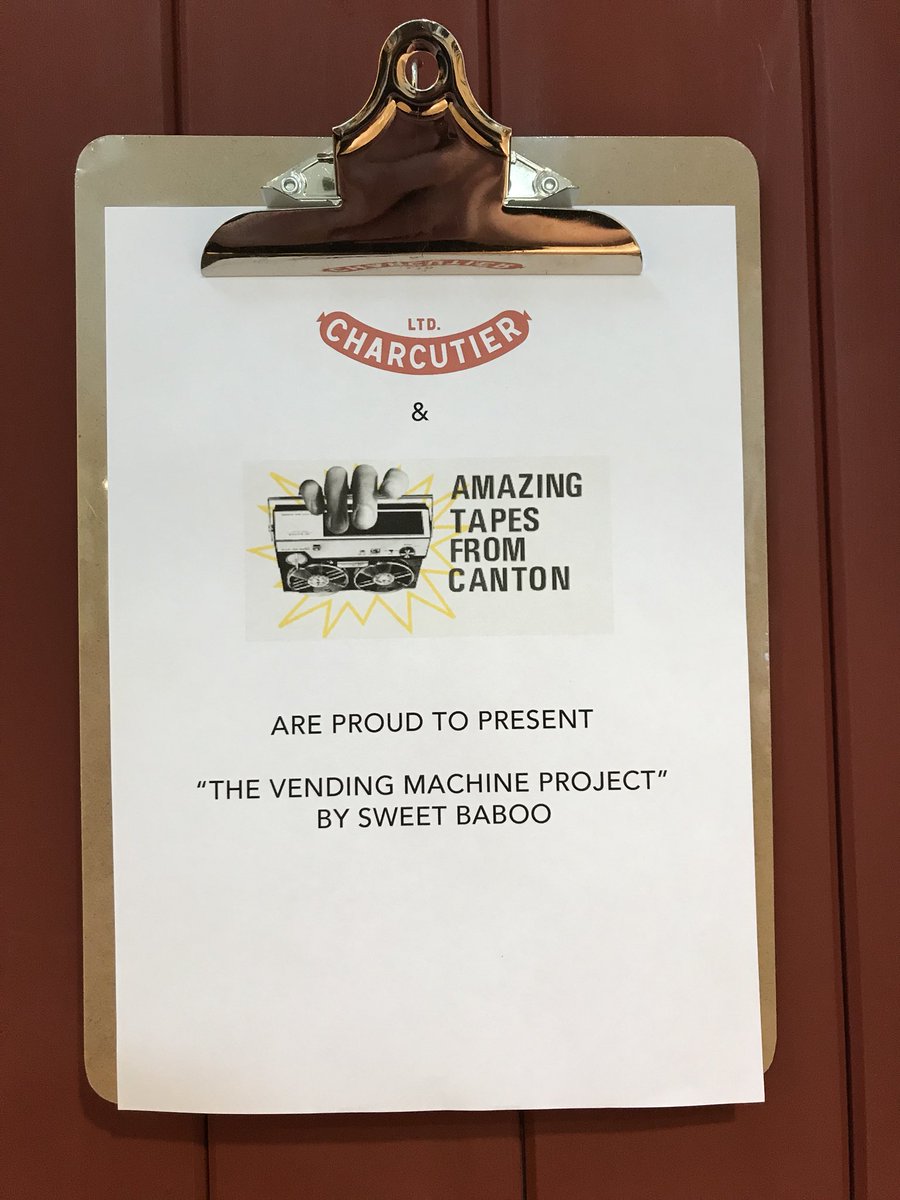 LTD.
CHARCUTIER
&
AMAZING
TAPES
FROM
CANTON
ARE PROUD TO PRESENT
“THE VENDING MACHINE PROJECT”
BY SWEET BABOO